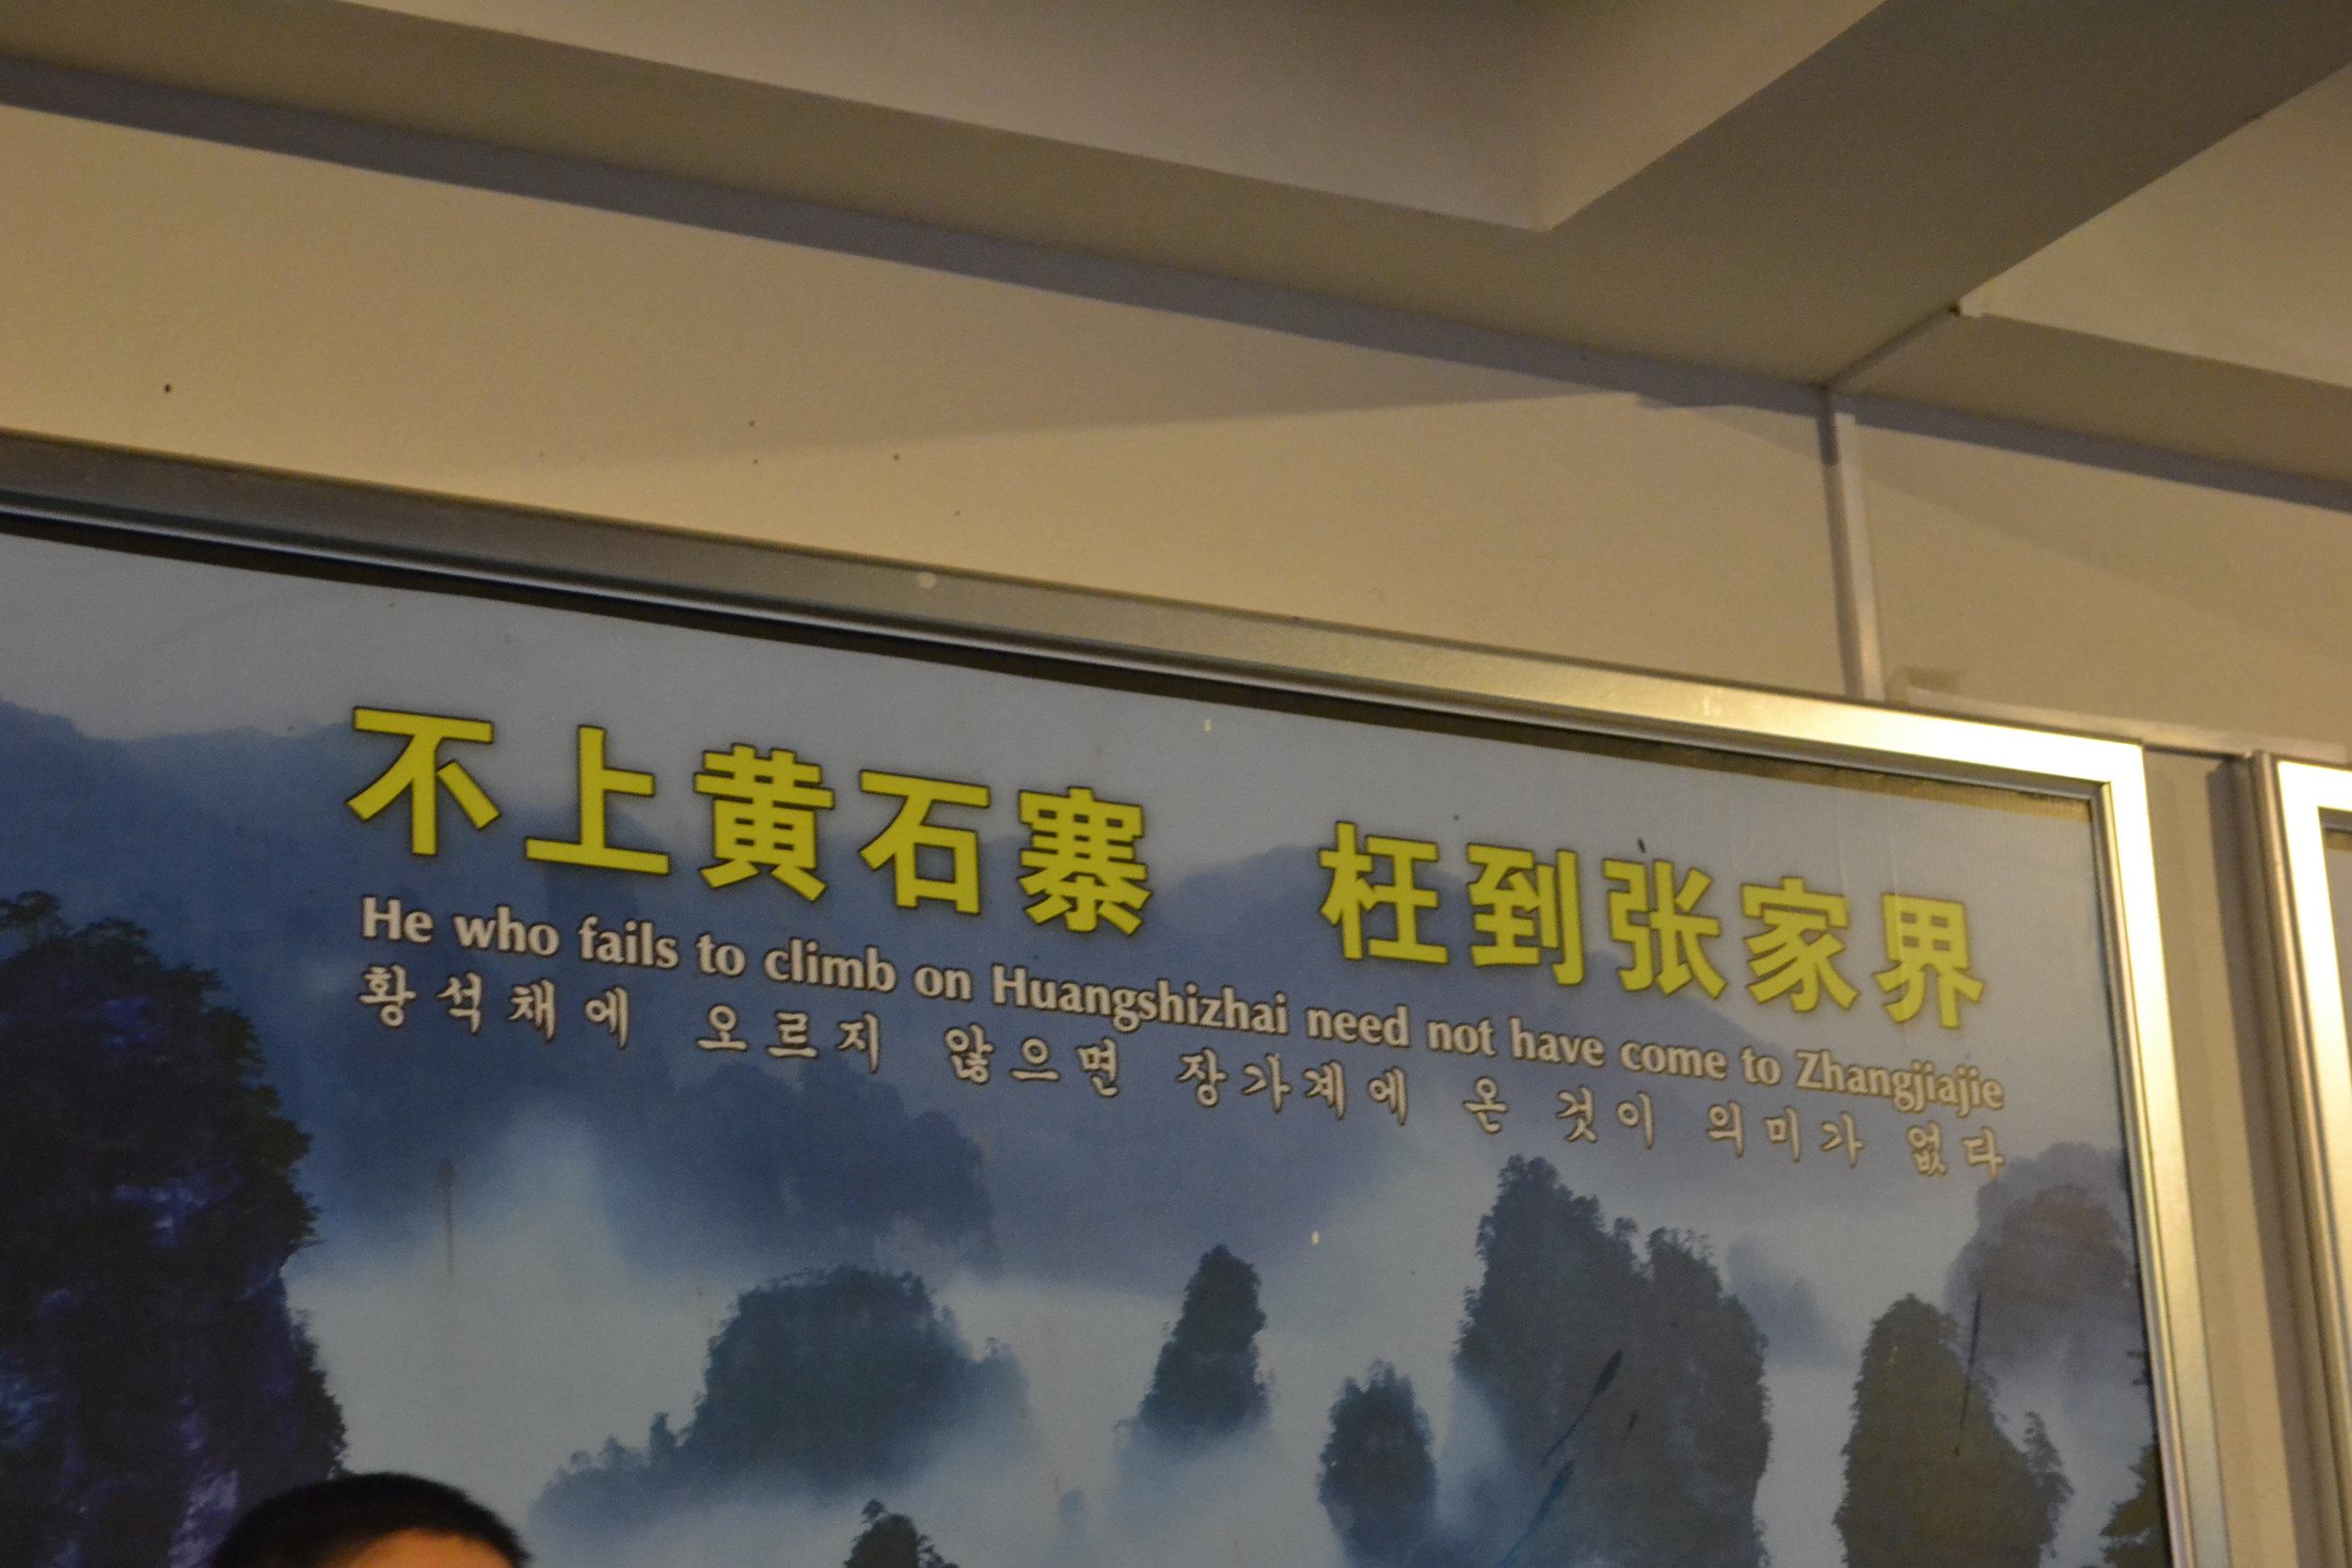 不上黄石寨 枉到张家界
He who fails to climb on Huangshizhai need not have come to Zhangjiajie
황석채에 오르지 않으면 장가계에 온 것이 의미가 없다